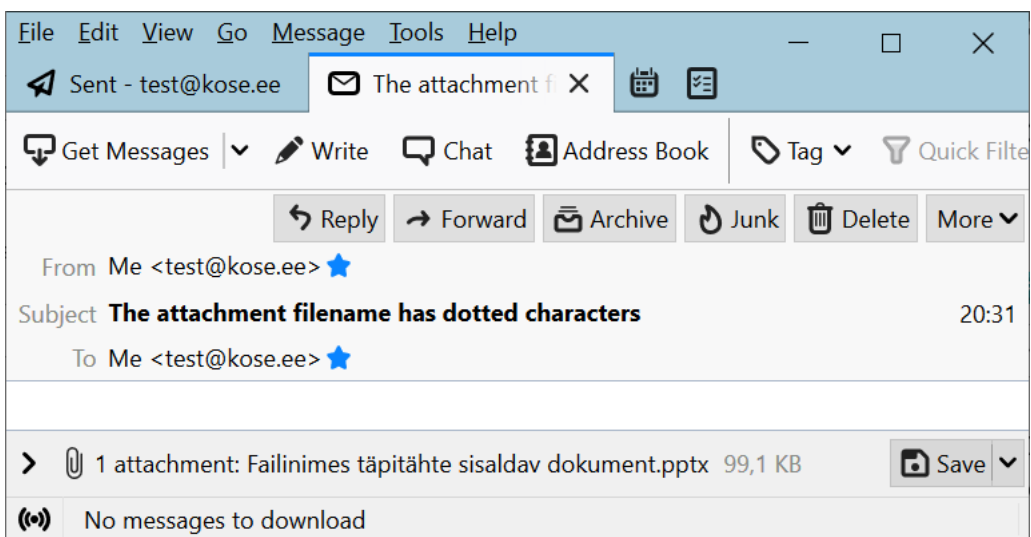 File Edit View Go Message Tools Help
Sent - test@kose.ee The attachment
Get Messages Write Chat Address Book Tag Quick Filte
Reply Forward Archive Junk Delete More
From Me <test@kose.ee>
Subject The attachment filename has dotted characters 20:31
To Me <test@kose.ee>
1 attachment: Failinimes täpitähte sisaldav dokument.pptx 99,1 KB Save
No messages to download